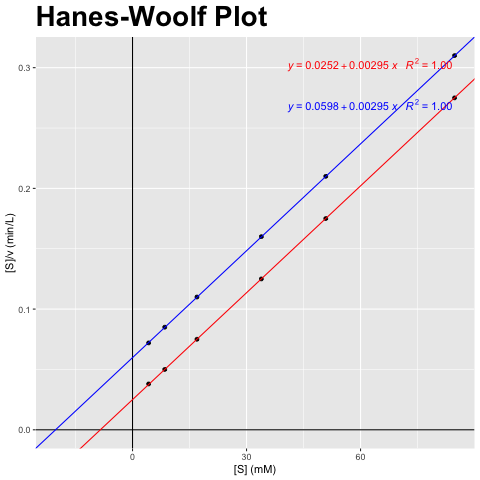 Hanes-Woolf Plot
y = 0.0252 + 0.00295 x R² = 1.00
y = 0.0598 + 0.00295 x R² = 1.00
[S]/v (min/L)
0.3
0.2
0.1
0.0
0 30 60
[S] (mM)